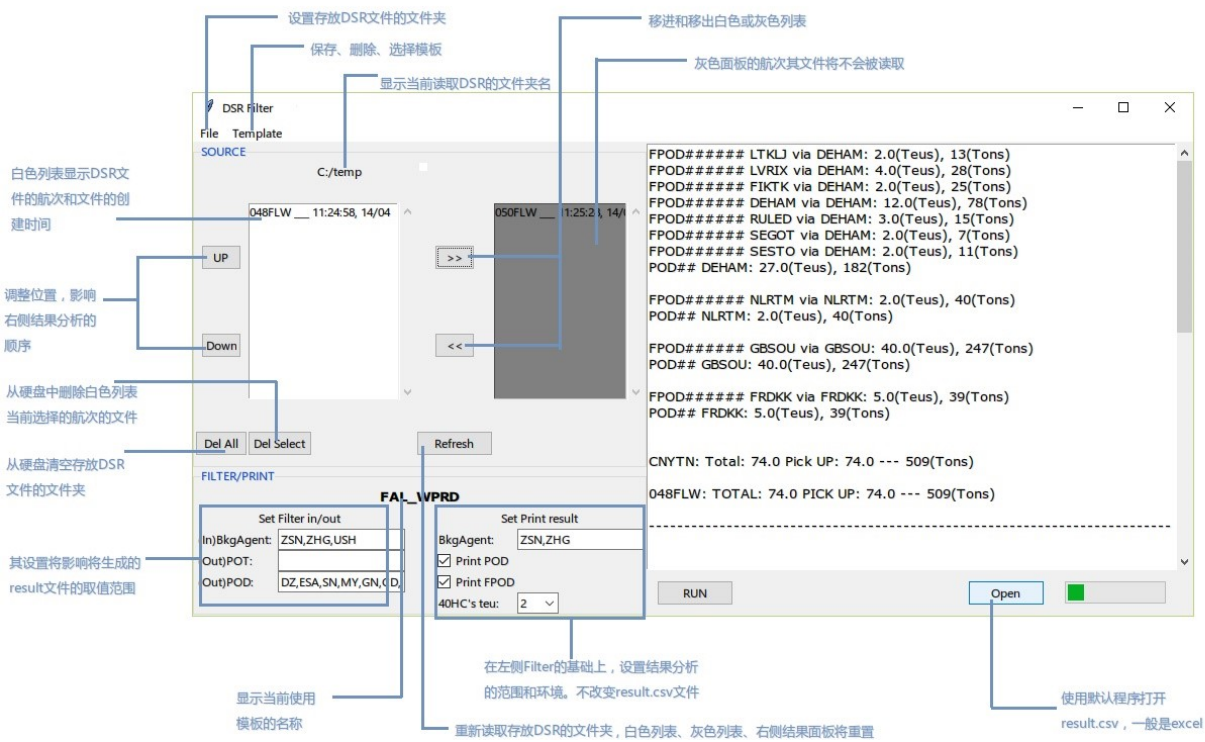 设置存放DSR文件的文件夹
保存、删除、选择模板
显示当前读取DSR的文件夹名
移进和移出白色或灰色列表
灰色面板的航次其文件将不会被读取
DSR Filter
File Template
SOURCE
C:/temp
白色列表显示DSR文
件的航次和文件的创
建时间
048FLW ___ 11:24:58, 14/04
050FLW ___ 11:25:28, 14/
UP
>>
调整位置，影响
右侧结果分析的
顺序
Down
<<
从硬盘中删除白色列表
当前选择的航次的文件
Del All Del Select Refresh
从硬盘清空存放DSR
文件的文件夹
FPOD###### LTKLJ via DEHAM: 2.0(Teus), 13(Tons)
FPOD###### LVRIX via DEHAM: 4.0(Teus), 28(Tons)
FPOD###### FIKTK via DEHAM: 2.0(Teus), 25(Tons)
FPOD###### DEHAM via DEHAM: 12.0(Teus), 78(Tons)
FPOD###### RULED via DEHAM: 3.0(Teus), 15(Tons)
FPOD###### SEGOT via DEHAM: 2.0(Teus), 7(Tons)
FPOD###### SESTO via DEHAM: 2.0(Teus), 11(Tons)
POD## DEHAM: 27.0(Teus), 182(Tons)
FPOD###### NLRTM via NLRTM: 2.0(Teus), 40(Tons)
POD## NLRTM: 2.0(Teus), 40(Tons)
FPOD###### GBSOU via GBSOU: 40.0(Teus), 247(Tons)
POD## GBSOU: 40.0(Teus), 247(Tons)
FPOD###### FRDKK via FRDKK: 5.0(Teus), 39(Tons)
POD## FRDKK: 5.0(Teus), 39(Tons)
CNYTN: Total: 74.0 Pick UP: 74.0 --- 509(Tons)
048FLW: TOTAL: 74.0 PICK UP: 74.0 --- 509(Tons)
FILTER/PRINT
FAL_WPRD
Set Filter in/out
(In)BkgAgent: ZSN,ZHG,USH
(Out)POT:
(Out)POD: DZ,ESA,SN,MY,GN,CD,
Set Print result
BkgAgent: ZSN,ZHG
Print POD
Print FPOD
40HC's teu: 2
RUN
Open
其设置将影响将生成的
result文件的取值范围
在左侧Filter的基础上，设置结果分析
的范围和环境。不改变result.csv文件
显示当前使用
模板的名称
重新读取存放DSR的文件夹，白色列表、灰色列表、右侧结果面板将重置
使用默认程序打开
result.csv，一般是excel